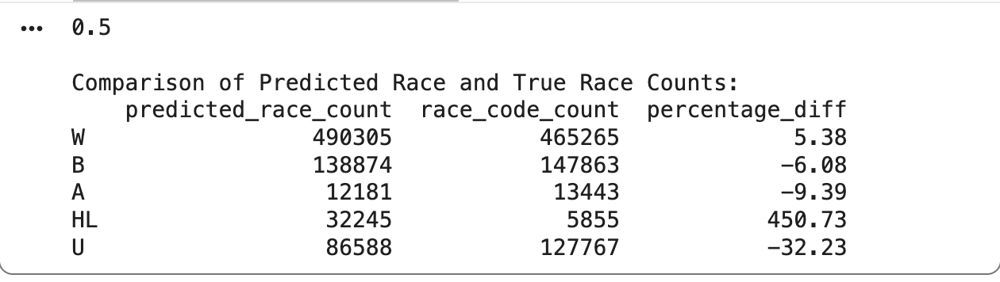 ... 0.5
Comparison of Predicted Race and True Race Counts:
predicted_race_count race_code_count percentage_diff
W 490305 465265 5.38
B 138874 147863 −6.08
A 12181 13443 −9.39
HL 32245 5855 450.73
U 86588 127767 −32.23